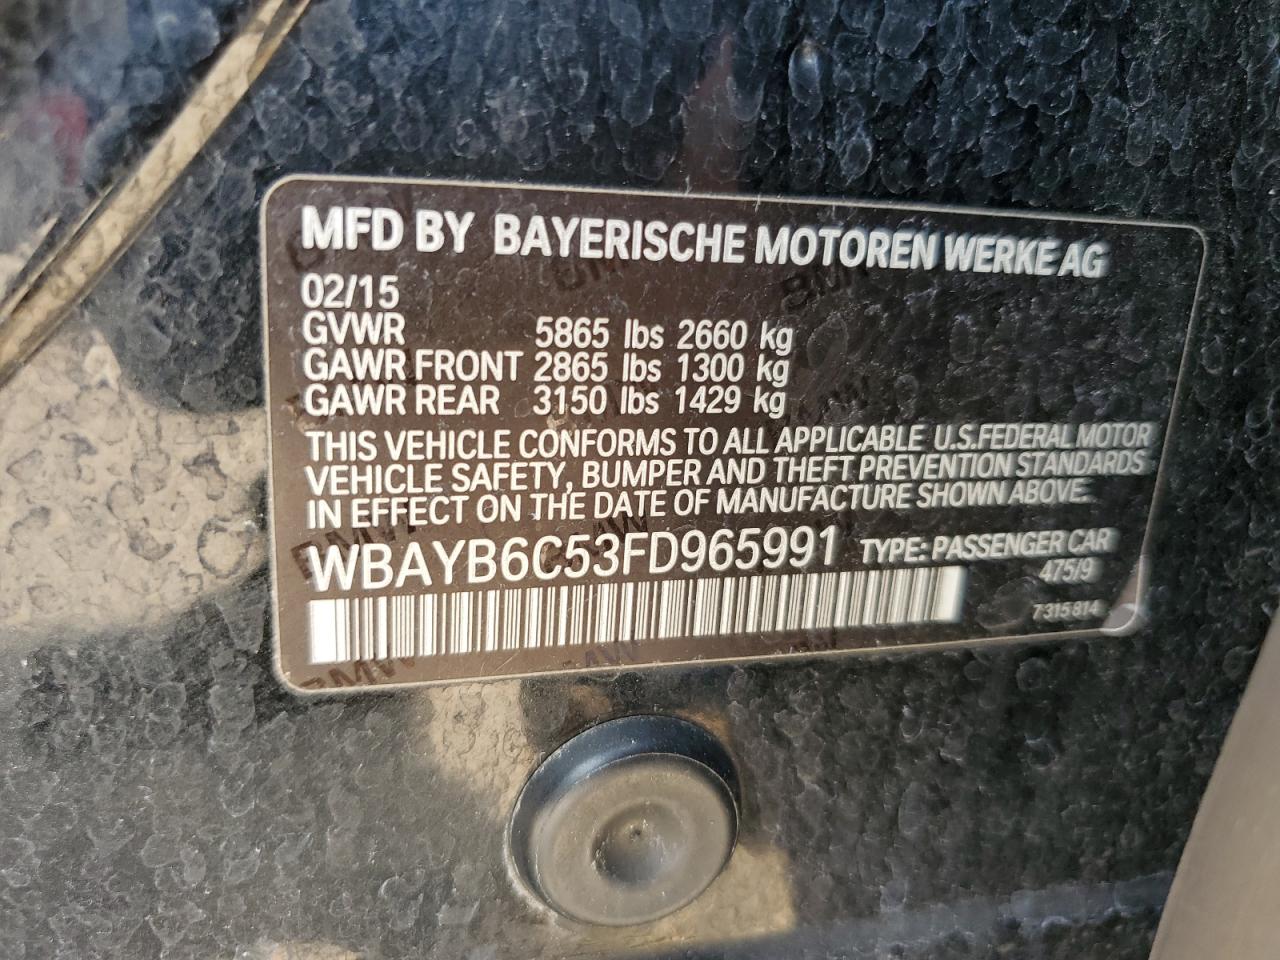 MFD BY BAYERISCHE MOTOREN WERKE AG
02/15
GVWR 5865 lbs 2660 kg
GAWR FRONT 2865 lbs 1300 kg
GAWR REAR 3150 lbs 1429 kg
THIS VEHICLE CONFORMS TO ALL APPLICABLE U.S.FEDERAL MOTOR
VEHICLE SAFETY, BUMPER AND THEFT PREVENTION STANDARDS
IN EFFECT ON THE DATE OF MANUFACTURE SHOWN ABOVE.
WBAYB6C53FD965991 TYPE: PASSENGER CAR
475/9
7315814